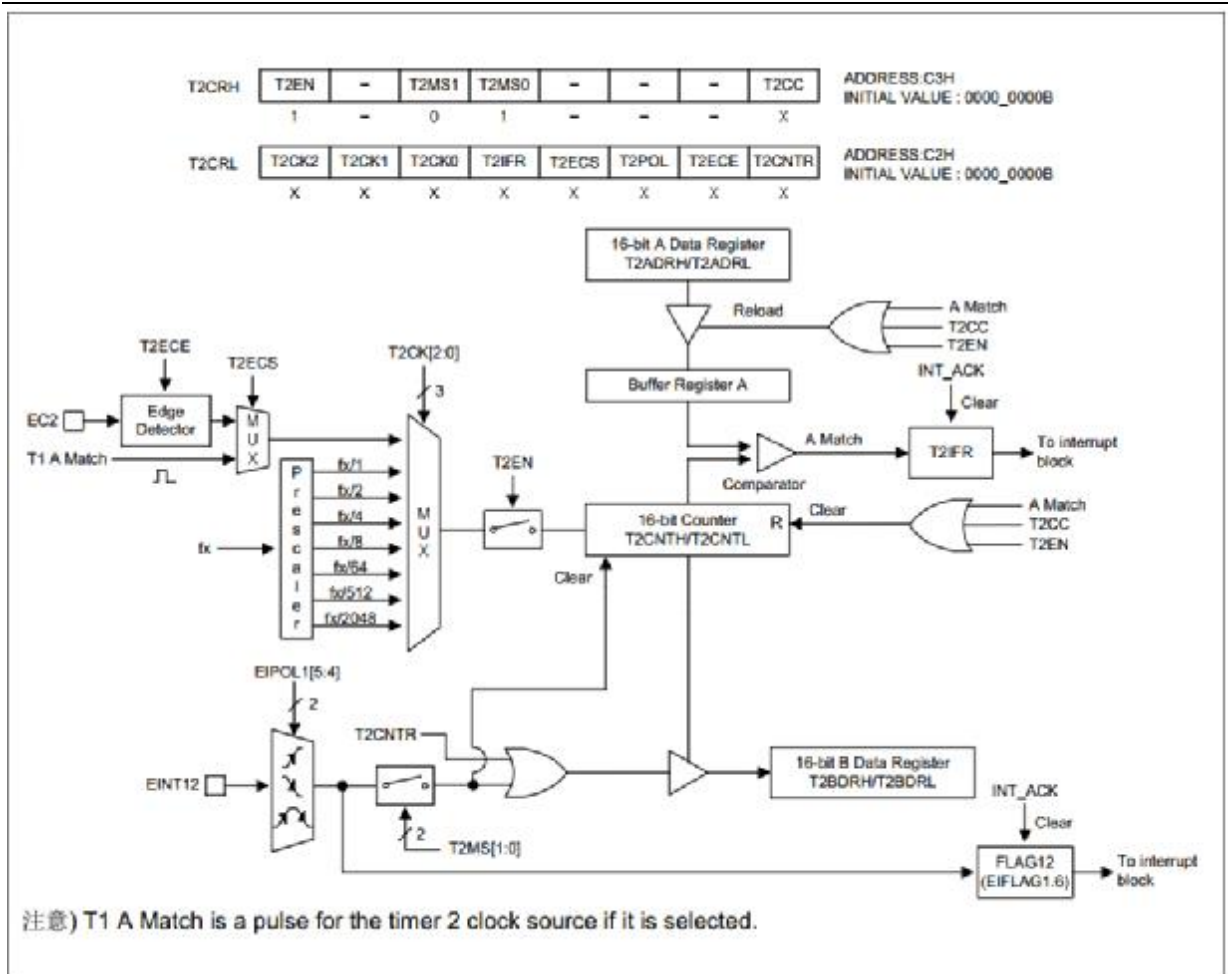 T2CRH T2EN – T2MS1 T2MS0 – – – T2CC ADDRESS:C3H
INITIAL VALUE : 0000_0000B
1 – 0 1 – – – X
T2CRL T2CK2 T2CK1 T2CK0 T2IFR T2ECS T2POL T2ECE T2CNTR ADDRESS:C2H
INITIAL VALUE : 0000_0000B
X X X X X X X X
16-bit A Data Register
T2ADRH/T2ADRL
Reload
A Match
T2CC
T2EN
T2ECE
T2ECS
T2CK[2:0]
3
Buffer Register A
INT_ACK
Clear
EC2
Edge
Detector
M
U
X
T1 A Match
A Match
T2IFR
To interrupt
block
Comparator
T2EN
P
r
e
s
c
a
l
e
r
fx
fx/1
fx/2
fx/4
fx/8
fx/64
fx/512
fx/2048
M
U
X
16-bit Counter
T2CNTH/T2CNTL
R
Clear
A Match
T2CC
T2EN
Clear
EIPOL1[5:4]
2
T2CNTR
EINT12
2
T2MS[1:0]
16-bit B Data Register
T2BDRH/T2BDRL
INT_ACK
Clear
FLAG12
(EIFLAG1.6)
To interrupt
block
注意) T1 A Match is a pulse for the timer 2 clock source if it is selected.